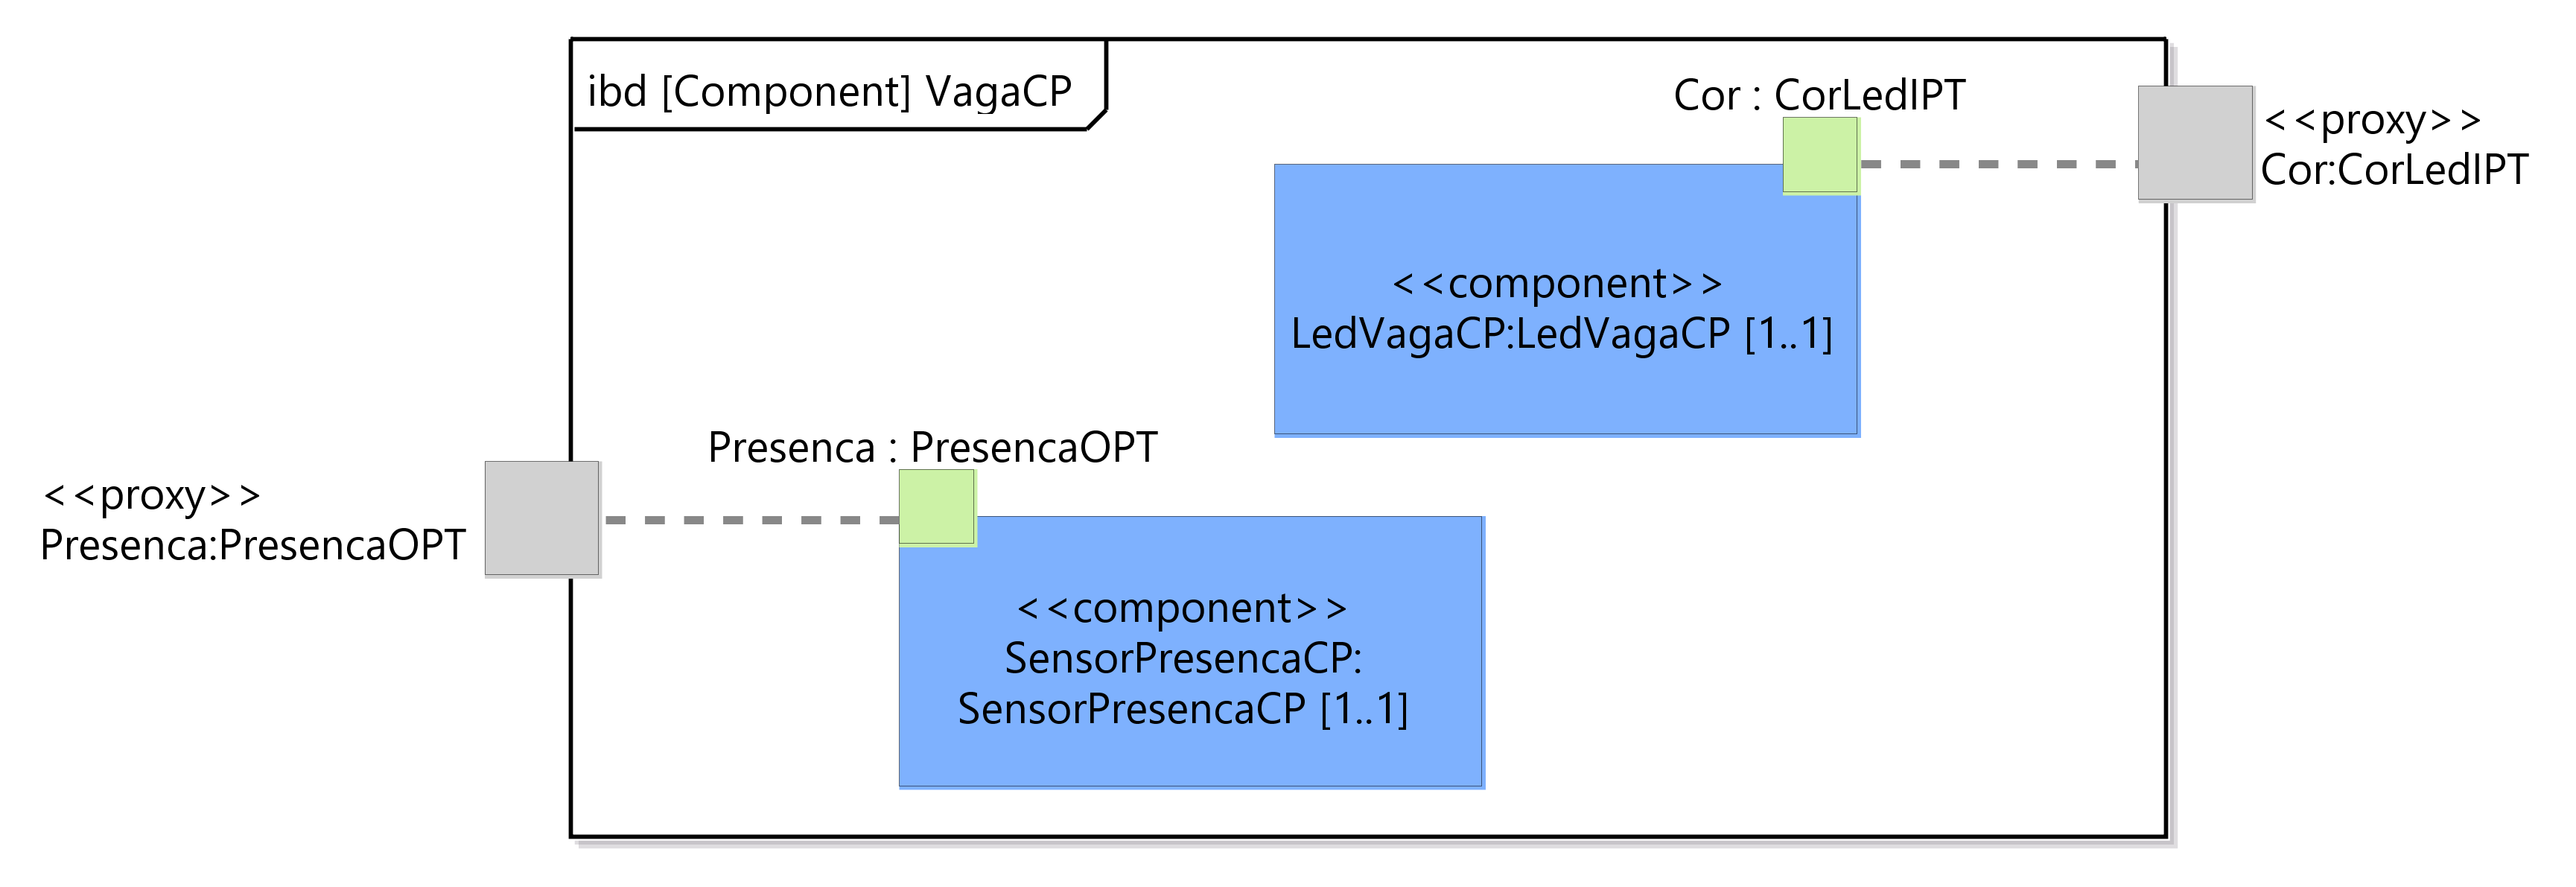 ibd [Component] VagaCP
Cor : CorLedIPT
<<proxy>>
Cor:CorLedIPT
<<component>>
LedVagaCP:LedVagaCP [1..1]
Presenca : PresencaOPT
<<proxy>>
Presenca:PresencaOPT
<<component>>
SensorPresencaCP:
SensorPresencaCP [1..1]